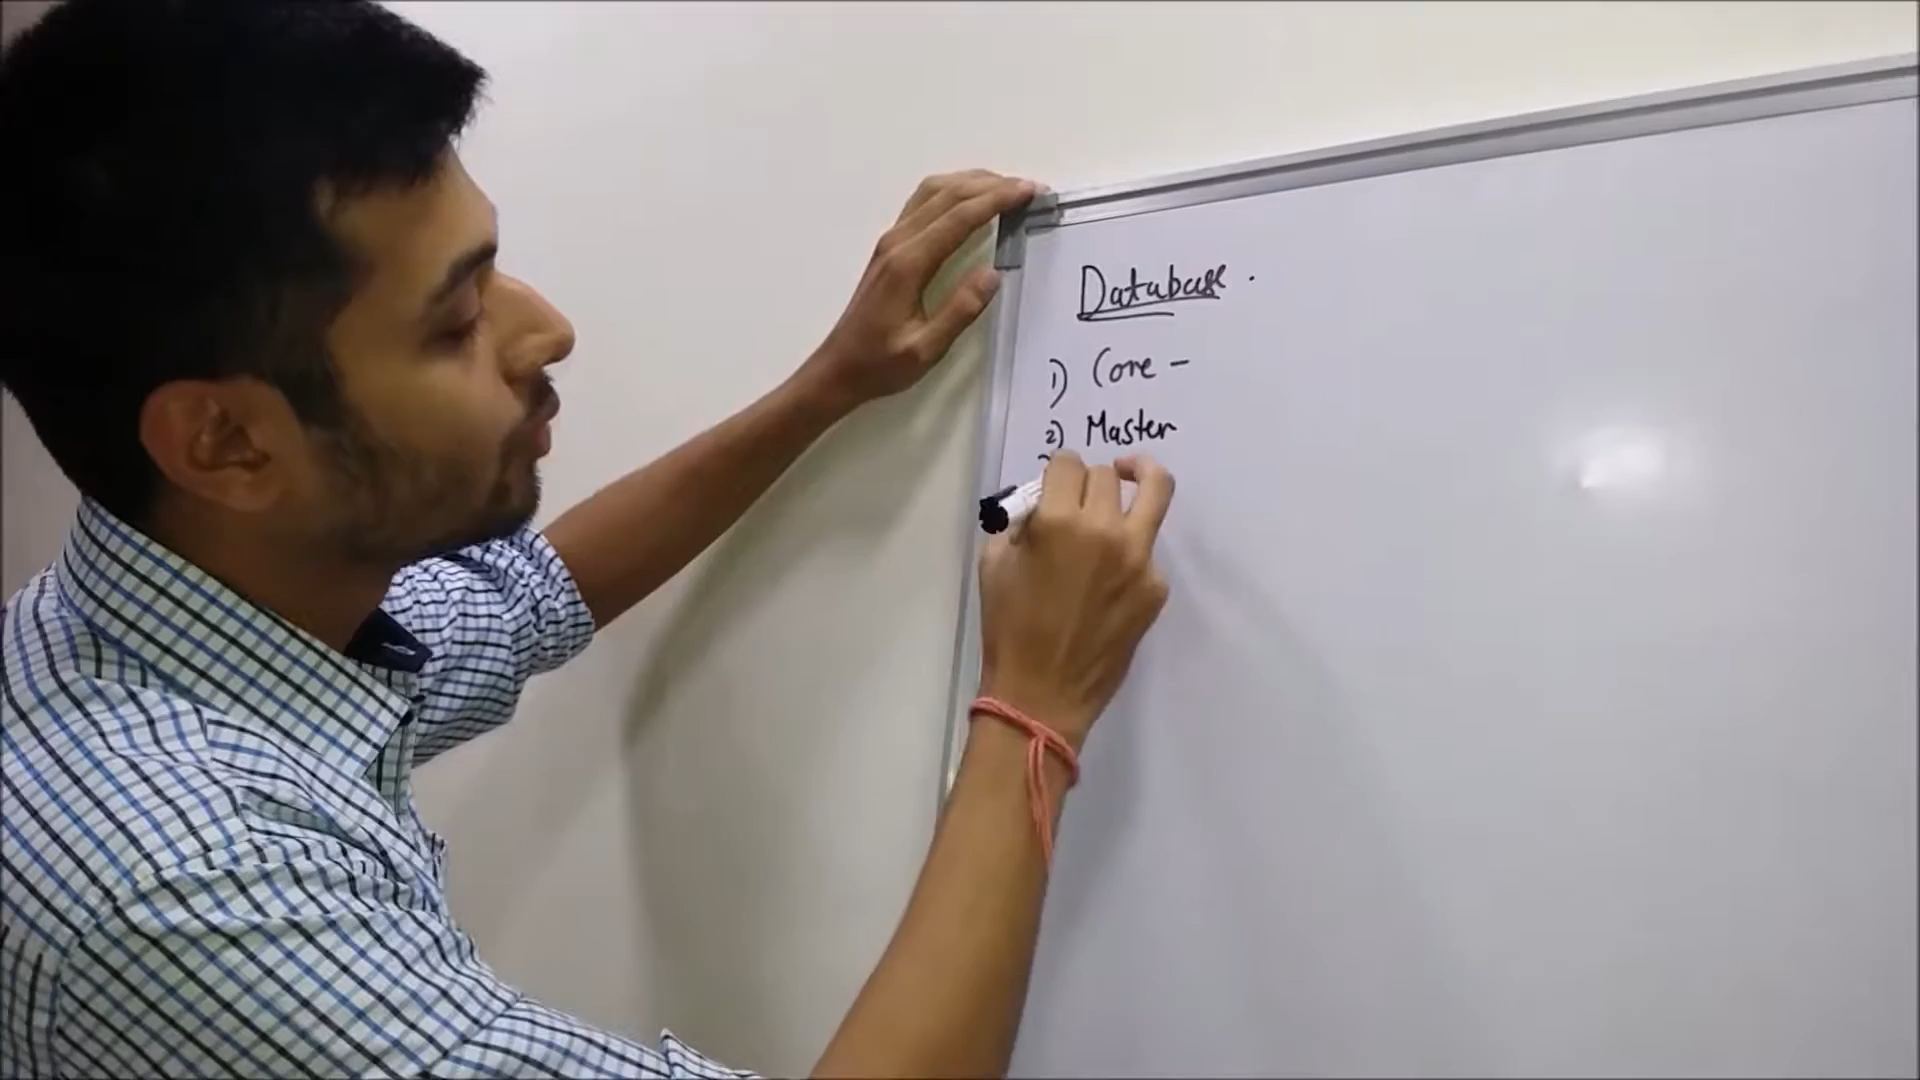 Database.
1) Core -
2) Master